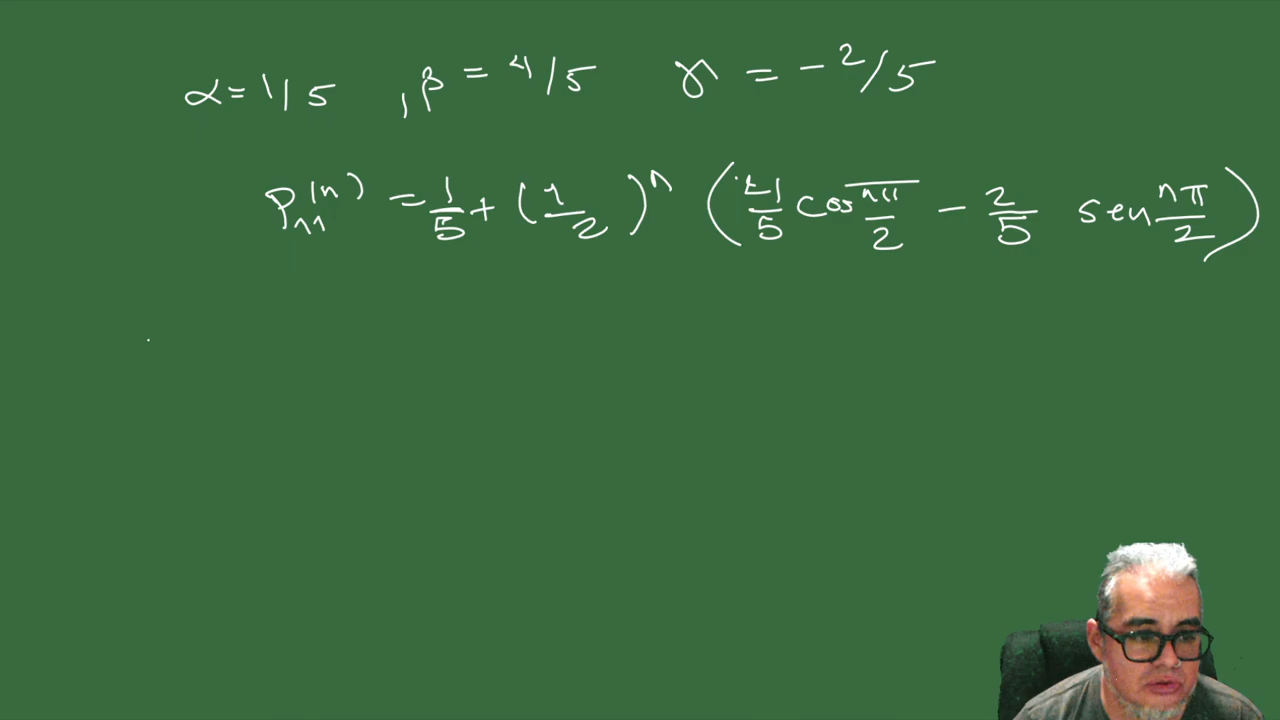 α = 1/5 , β = 4/5 γ = - 2/5
P₁₁⁽ⁿ⁾ = 1/5 + (1/2)ⁿ (4/5 cos nπ/2 - 2/5 sen nπ/2)